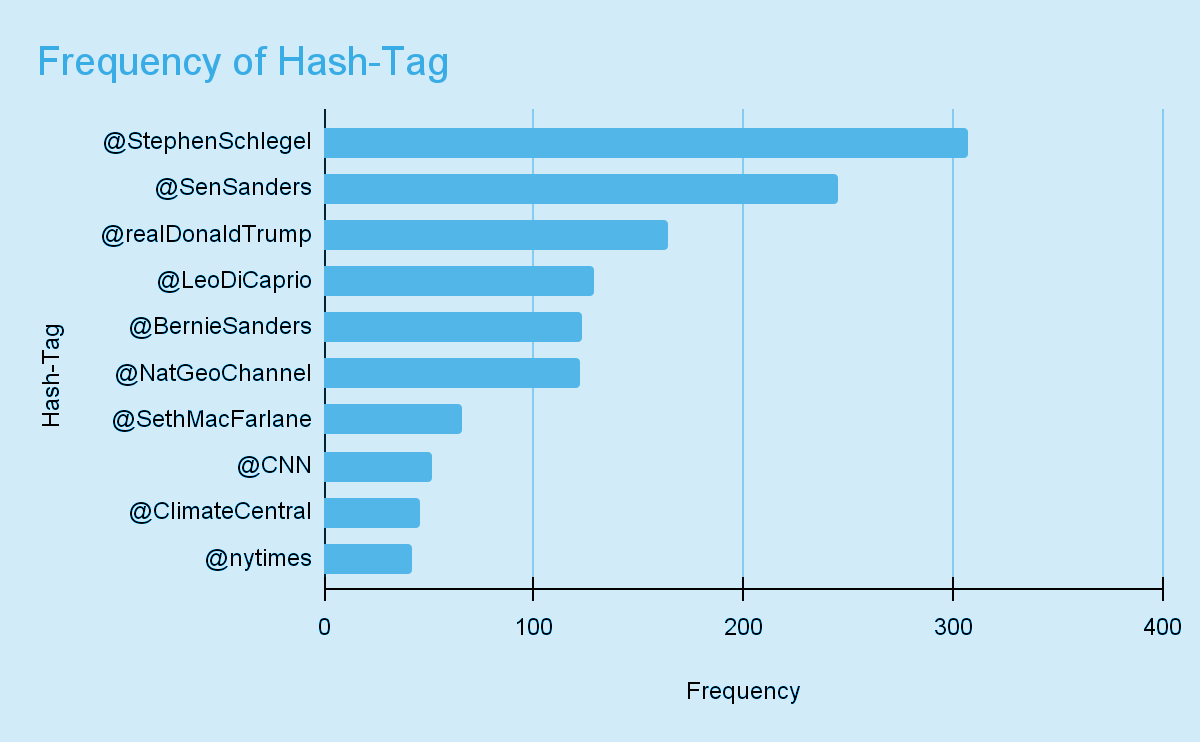 Frequency of Hash-Tag
Hash-Tag
@StephenSchlegel
@SenSanders
@realDonaldTrump
@LeoDiCaprio
@BernieSanders
@NatGeoChannel
@SethMacFarlane
@CNN
@ClimateCentral
@nytimes
0 100 200 300 400
Frequency